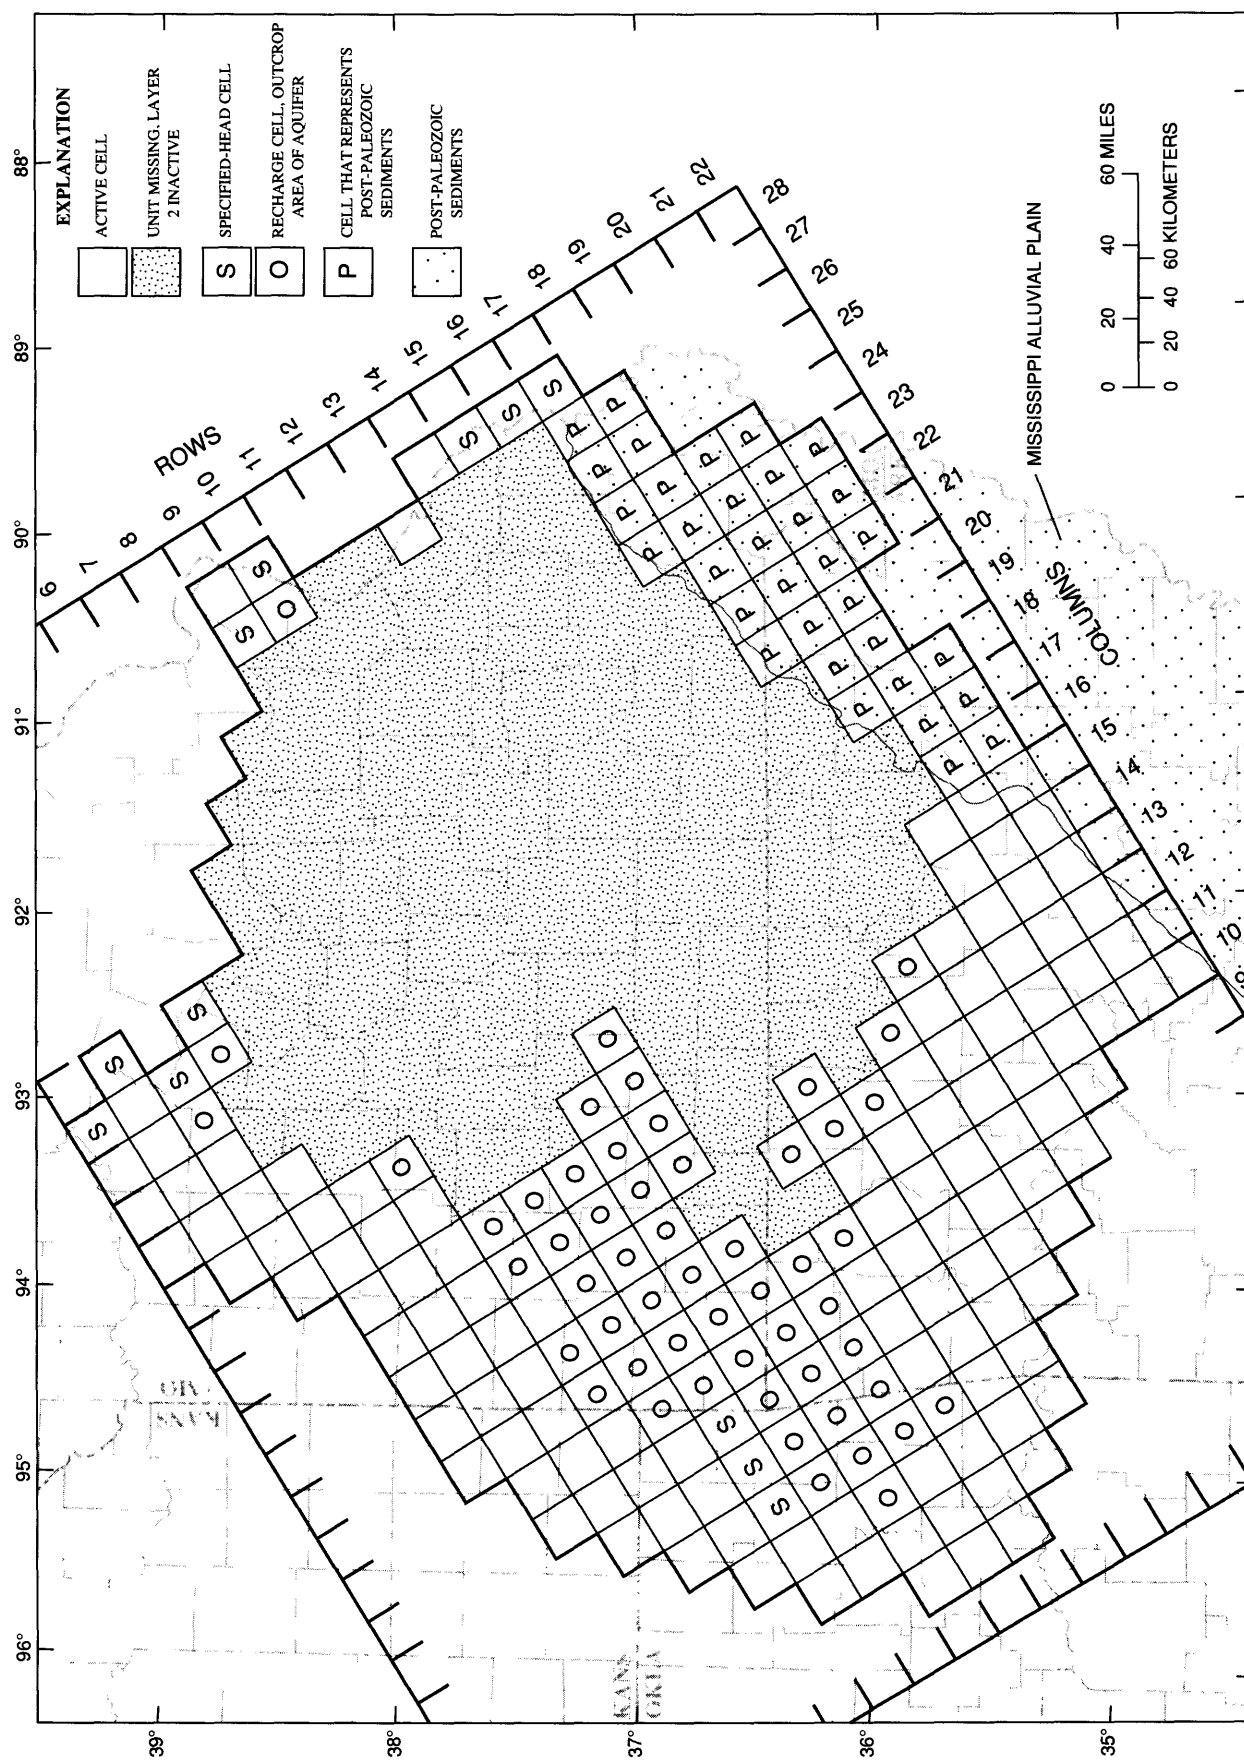 EXPLANATION
ACTIVE CELL
UNIT MISSING, LAYER
2 INACTIVE
S
SPECIFIED-HEAD CELL
O
RECHARGE CELL, OUTCROP
AREA OF AQUIFER
P
CELL THAT REPRESENTS
POST-PALEOZOIC
SEDIMENTS
POST-PALEOZOIC
SEDIMENTS
96°
95°
94°
93°
92°
91°
90°
89°
88°
39°
38°
37°
36°
35°
ROWS
6
7
8
9
10
11
12
13
14
15
16
17
18
19
20
21
22
COLUMNS
9
10
11
12
13
14
15
16
17
18
19
20
21
22
23
24
25
26
27
28
KANS
MO
KANS
OKLA
MISSISSIPPI ALLUVIAL PLAIN
0 20 40 60 MILES
0 20 40 60 KILOMETERS